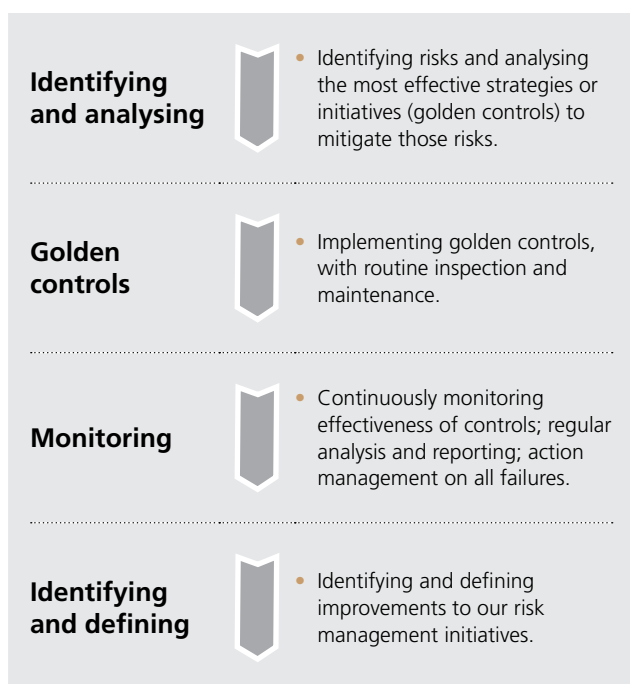 Identifying
and analysing
• Identifying risks and analysing
the most effective strategies or
initiatives (golden controls) to
mitigate those risks.
Golden
controls
• Implementing golden controls,
with routine inspection and
maintenance.
Monitoring
• Continuously monitoring
effectiveness of controls; regular
analysis and reporting; action
management on all failures.
Identifying
and defining
• Identifying and defining
improvements to our risk
management initiatives.